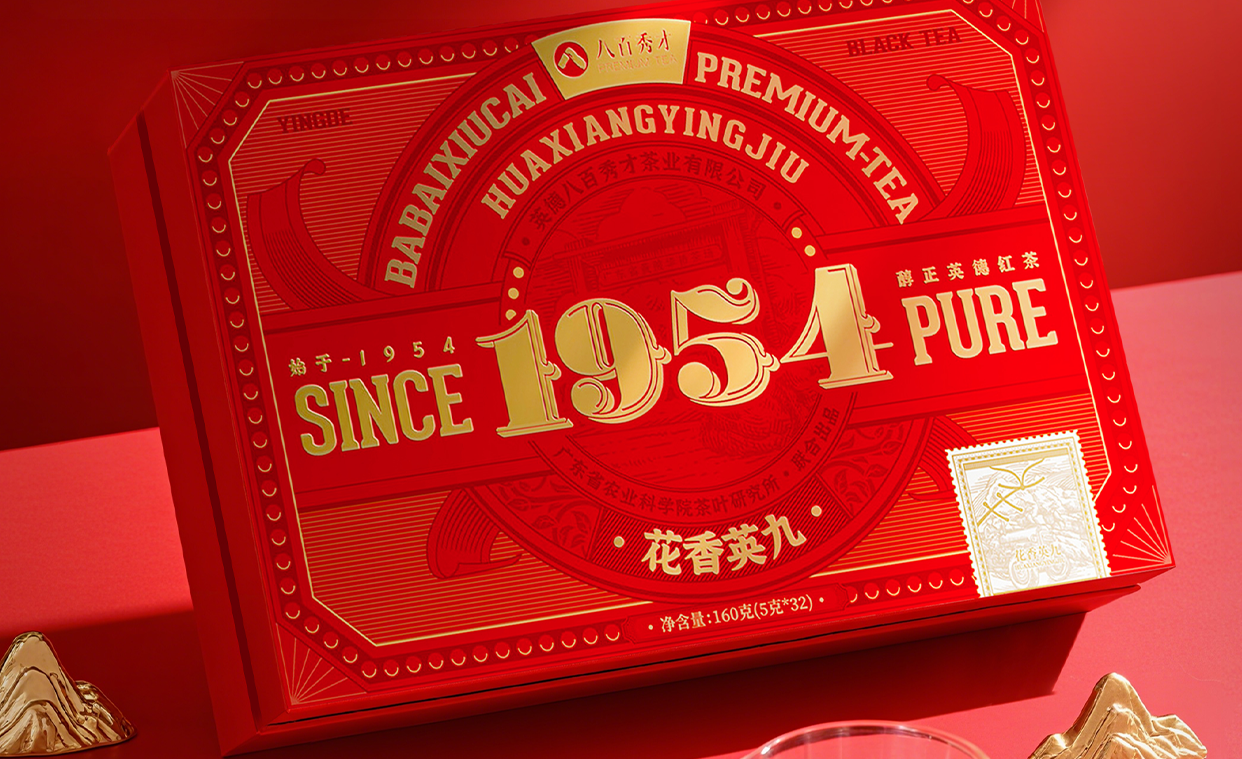 八百秀才
PREMIUM TEA
BLACK TEA
YINGDE
BABAIXIUCAI
PREMIUM-TEA
HUAXIANGYINGJIU
英德八百秀才茶业有限公司
始于-1954
SINCE
1954
醇正英德红茶
PURE
广东省农业科学院茶叶研究所·联合出品
·花香英九·
花香英九
·净含量:160克(5克*32)·